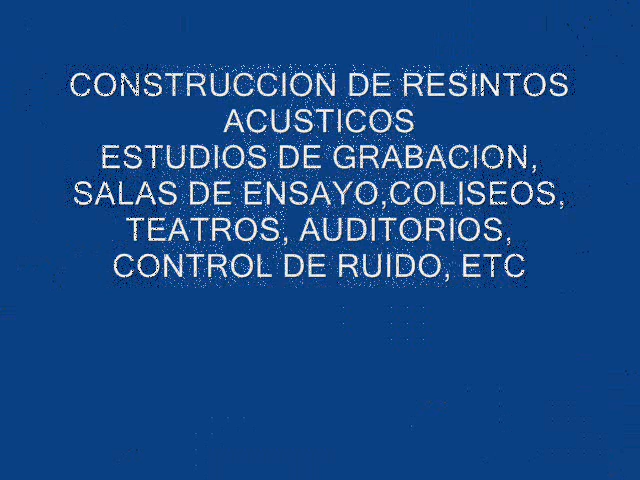 CONSTRUCCION DE RESINTOS
ACUSTICOS
ESTUDIOS DE GRABACION,
SALAS DE ENSAYO,COLISEOS,
TEATROS, AUDITORIOS,
CONTROL DE RUIDO, ETC